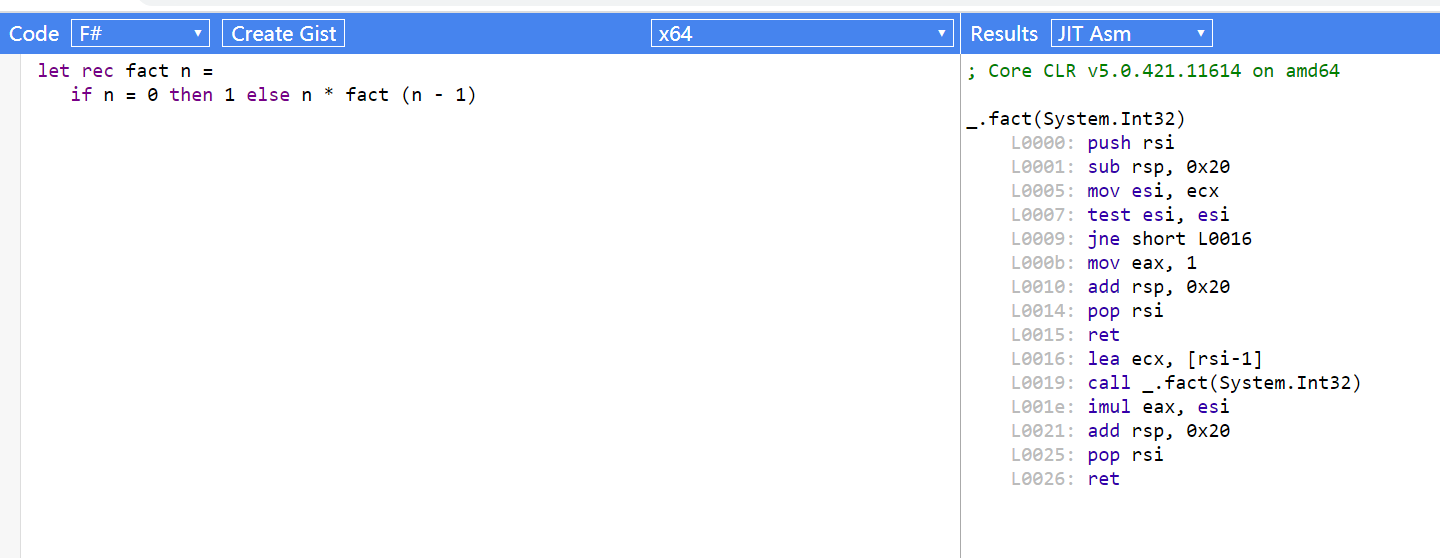 Code F# Create Gist x64 Results JIT Asm
let rec fact n =
   if n = 0 then 1 else n * fact (n - 1)
; Core CLR v5.0.421.11614 on amd64

_.fact(System.Int32)
    L0000: push rsi
    L0001: sub rsp, 0x20
    L0005: mov esi, ecx
    L0007: test esi, esi
    L0009: jne short L0016
    L000b: mov eax, 1
    L0010: add rsp, 0x20
    L0014: pop rsi
    L0015: ret
    L0016: lea ecx, [rsi-1]
    L0019: call _.fact(System.Int32)
    L001e: imul eax, esi
    L0021: add rsp, 0x20
    L0025: pop rsi
    L0026: ret